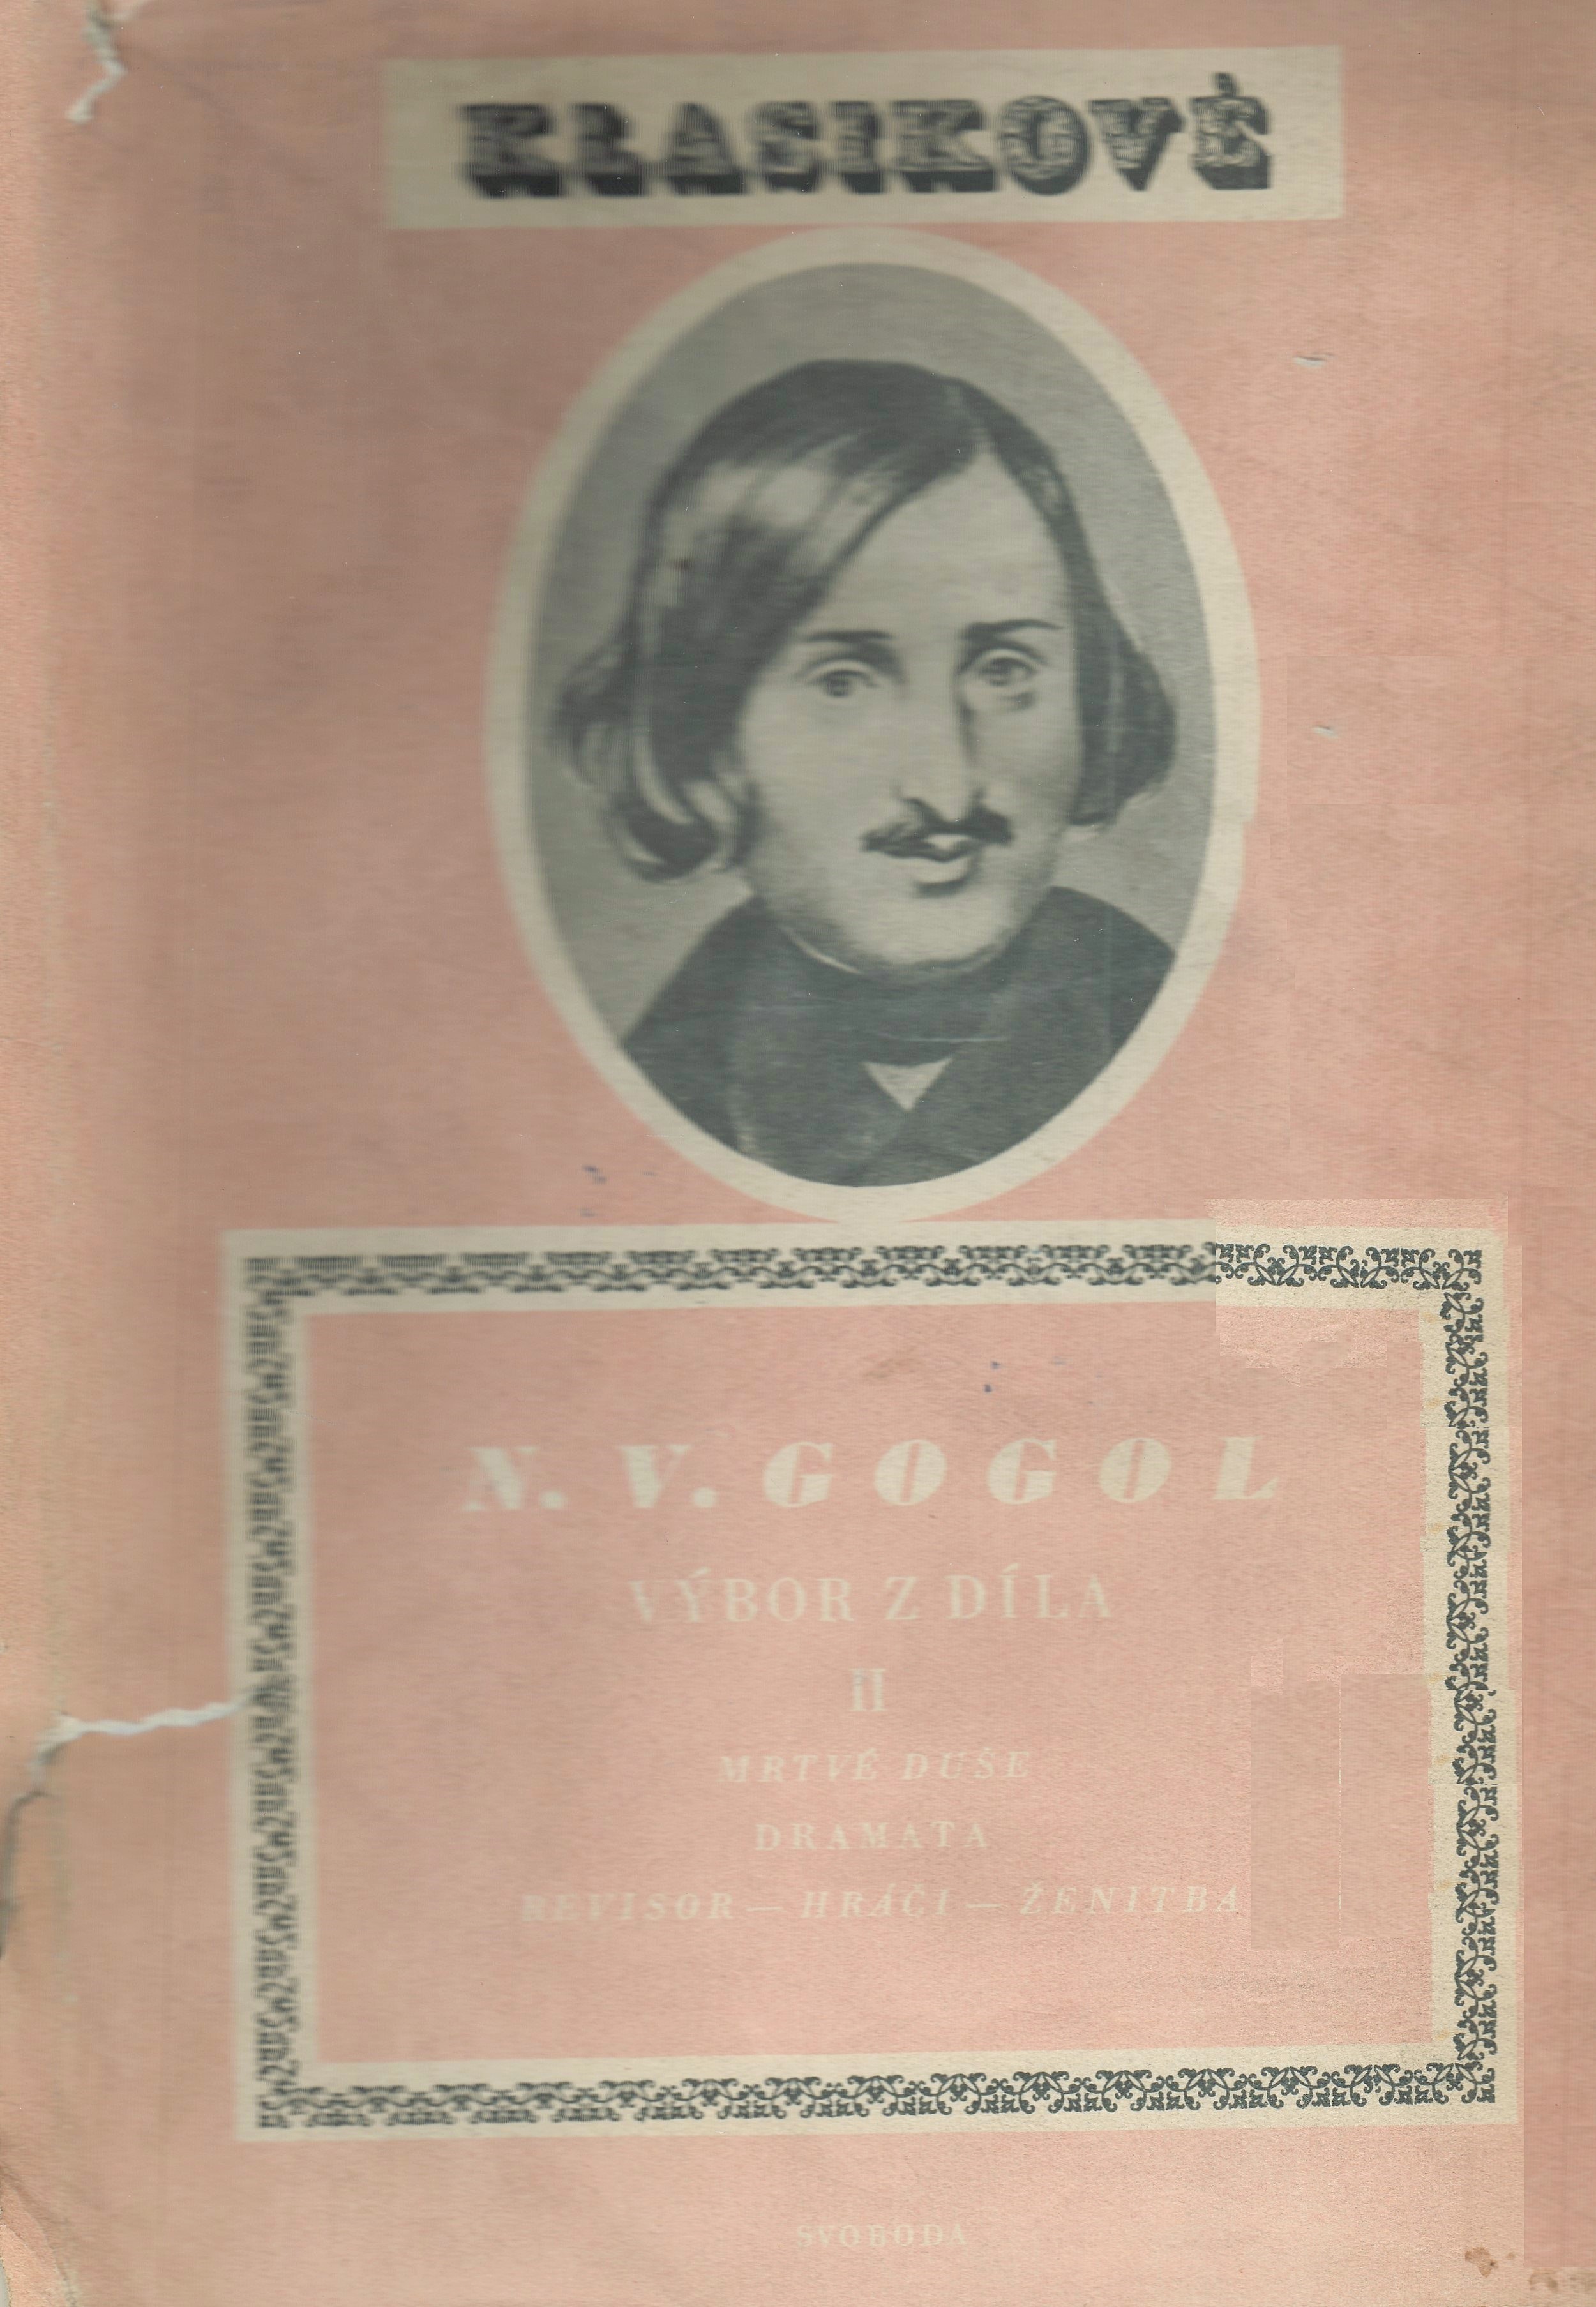 KLASIKOVÉ
N. V. GOGOL
VÝBOR Z DÍLA
II
MRTVÉ DUŠE
DRAMATA
REVISOR — HRÁČI — ŽENITBA
SVOBODA